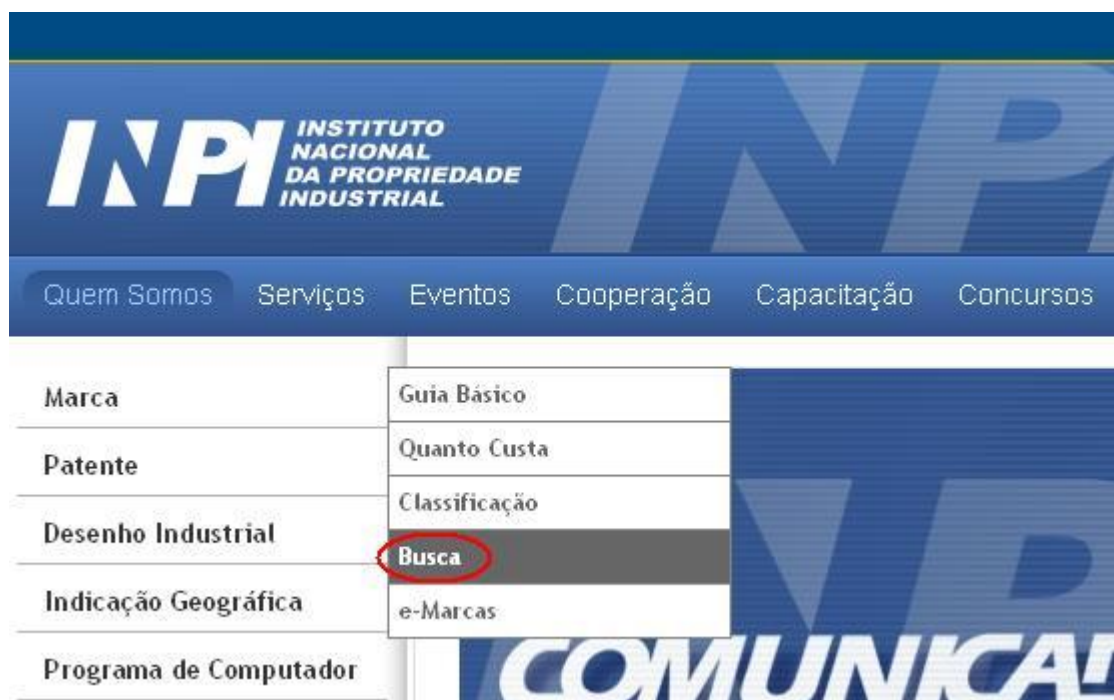 INPI
INSTITUTO
NACIONAL
DA PROPRIEDADE
INDUSTRIAL
INPI
Quem Somos Serviços Eventos Cooperação Capacitação Concursos
Marca
Patente
Desenho Industrial
Indicação Geográfica
Programa de Computador
Guia Básico
Quanto Custa
Classificação
Busca
e-Marcas